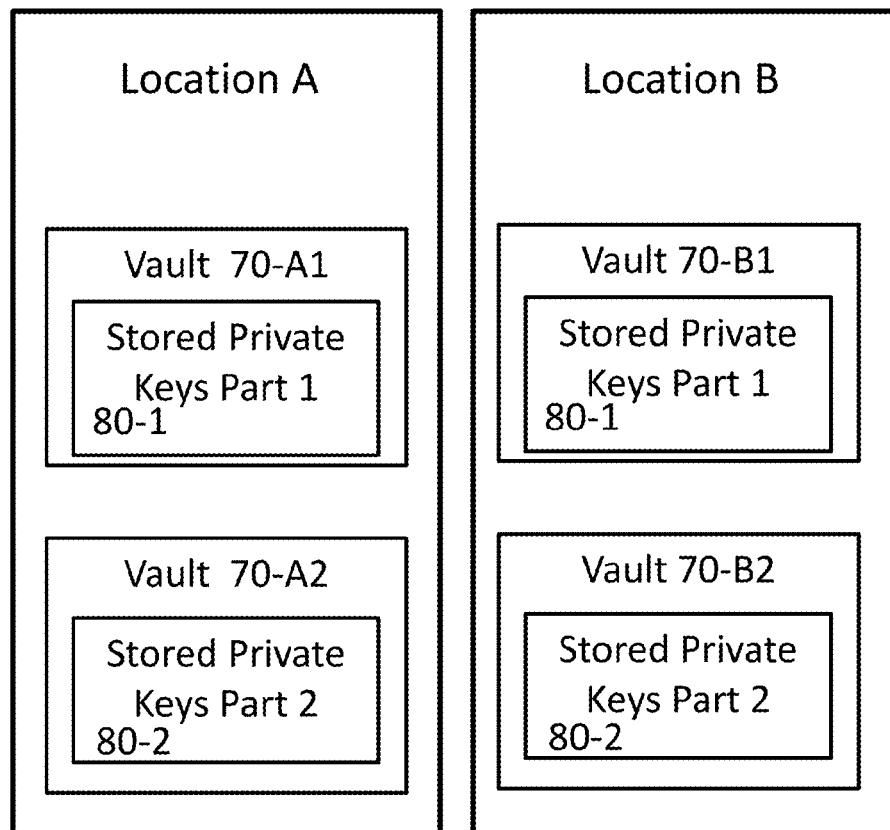 Location A
Vault 70-A1
Stored Private
Keys Part 1
80-1
Vault 70-A2
Stored Private
Keys Part 2
80-2
Location B
Vault 70-B1
Stored Private
Keys Part 1
80-1
Vault 70-B2
Stored Private
Keys Part 2
80-2